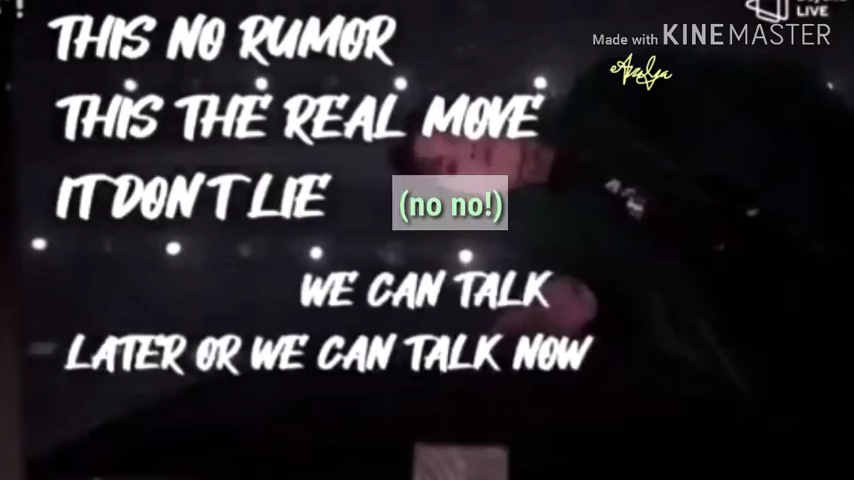 LIVE
Made with KINEMASTER
THIS NO RUMOR
THIS THE REAL MOVE
IT DON'T LIE
(no no!)
WE CAN TALK
LATER OR WE CAN TALK NOW